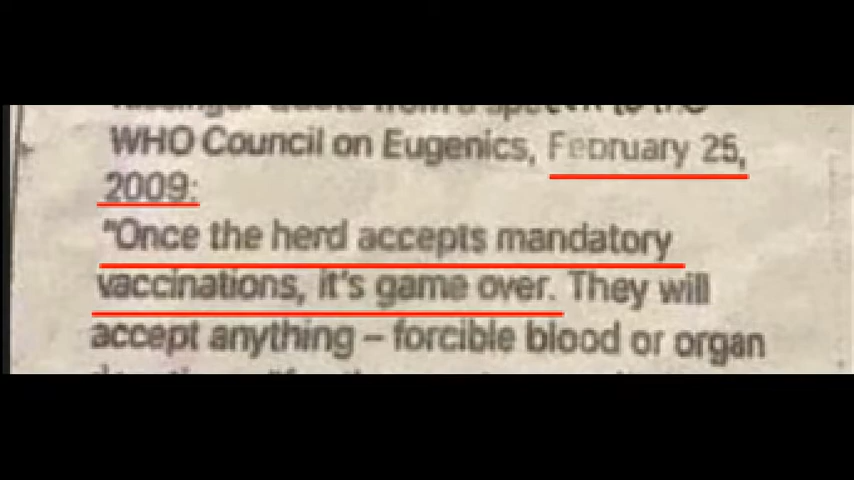 WHO Council on Eugenics, February 25,
2009:
"Once the herd accepts mandatory
vaccinations, it's game over. They will
accept anything – forcible blood or organ